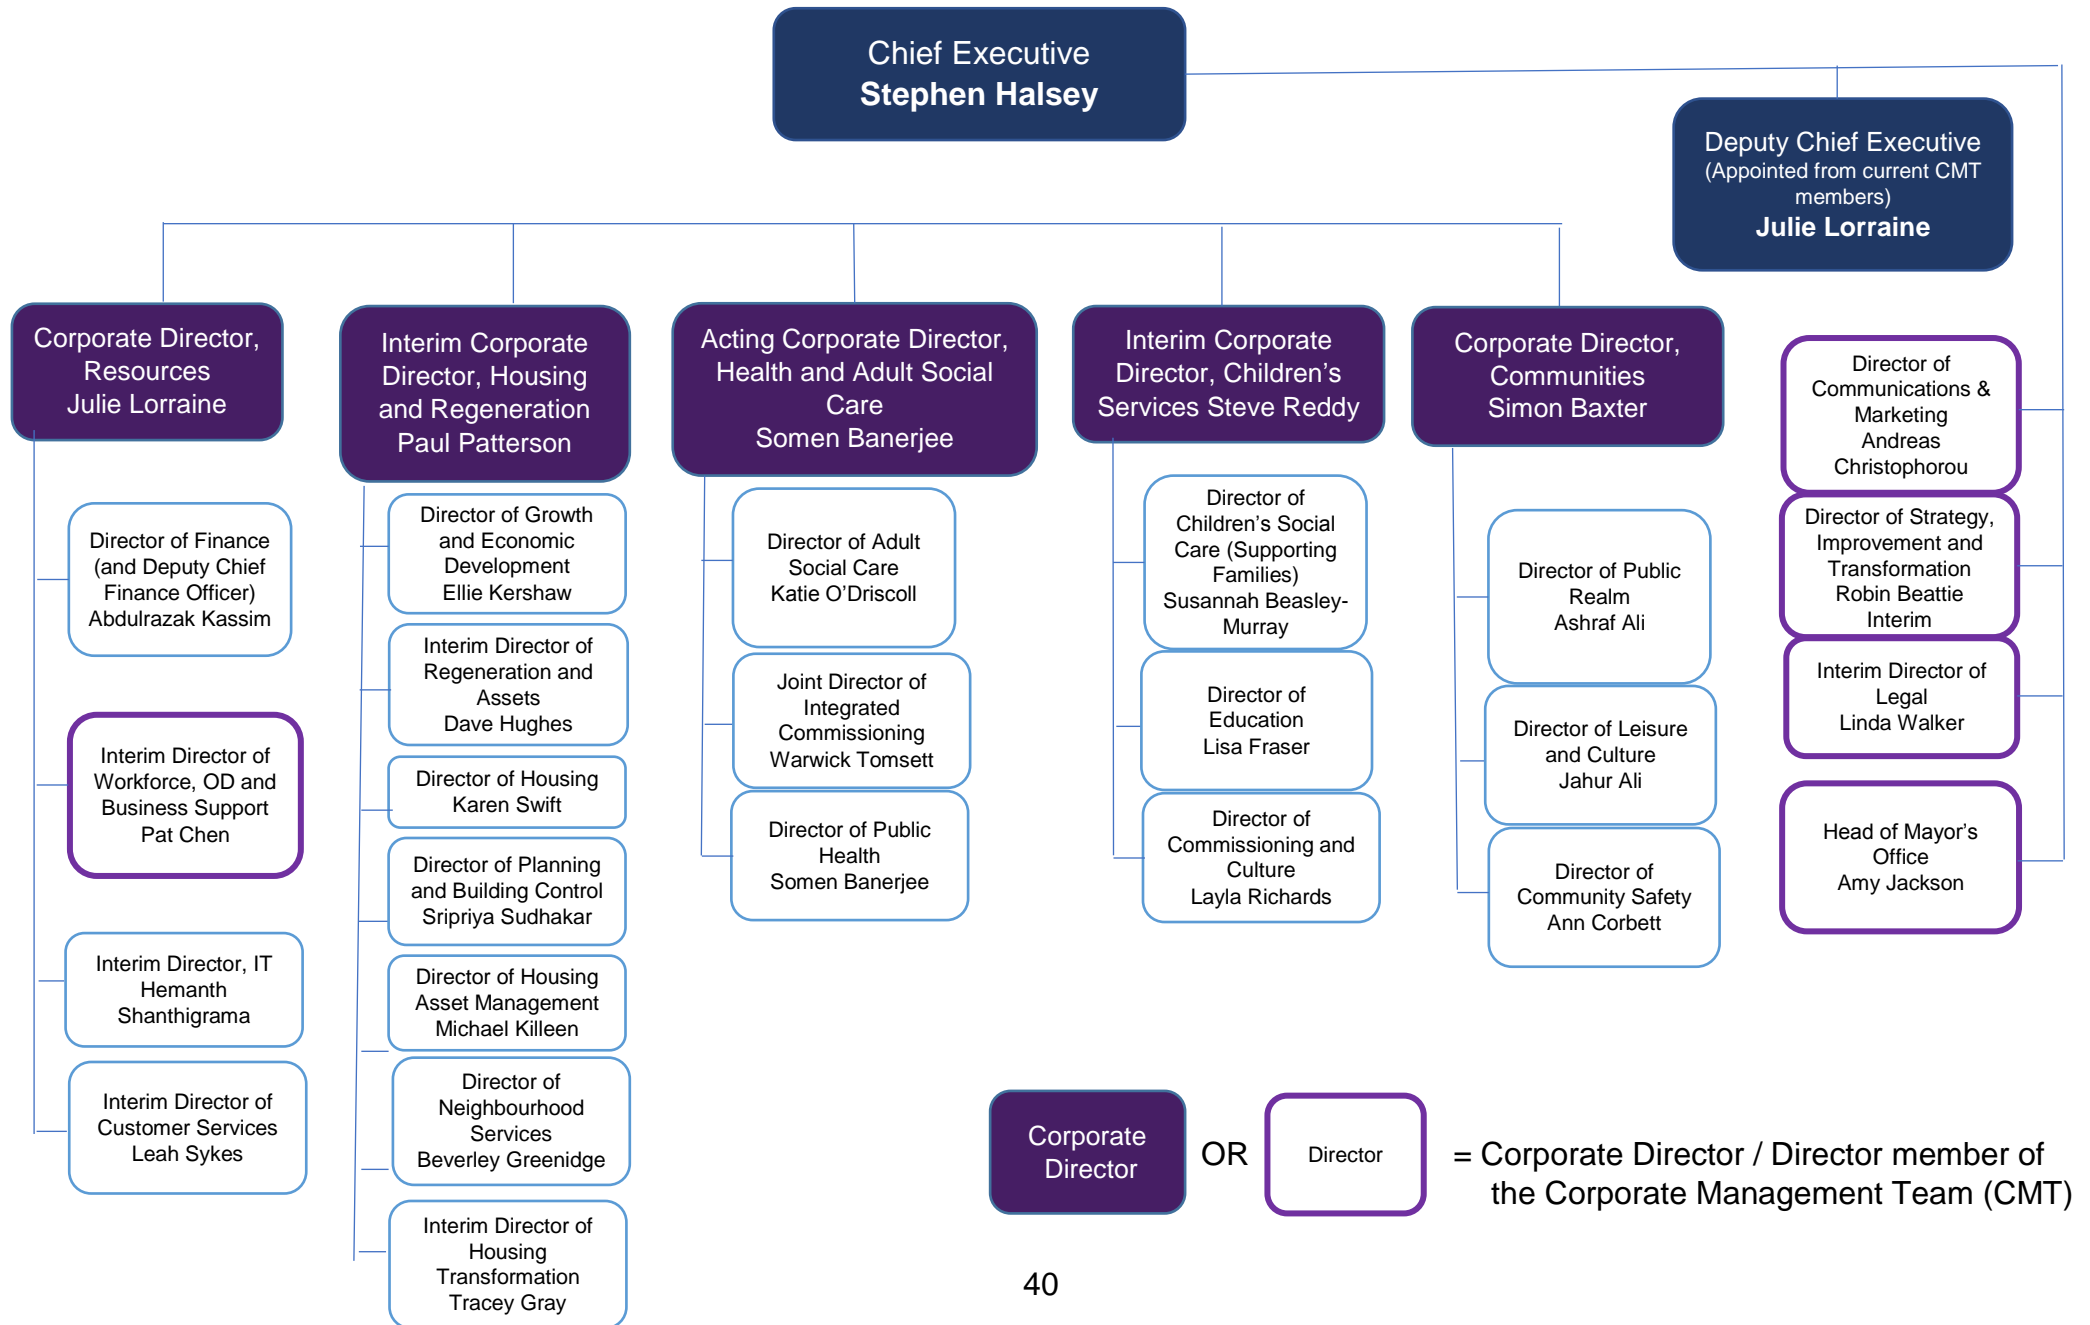 Chief Executive
Stephen Halsey
Deputy Chief Executive
(Appointed from current CMT
members)
Julie Lorraine
Corporate Director,
Resources
Julie Lorraine
Interim Corporate
Director, Housing
and Regeneration
Paul Patterson
Acting Corporate Director,
Health and Adult Social
Care
Somen Banerjee
Interim Corporate
Director, Children’s
Services Steve Reddy
Corporate Director,
Communities
Simon Baxter
Director of Finance
(and Deputy Chief
Finance Officer)
Abdulrazak Kassim
Interim Director of
Workforce, OD and
Business Support
Pat Chen
Interim Director, IT
Hemanth
Shanthigrama
Interim Director of
Customer Services
Leah Sykes
Director of Growth
and Economic
Development
Ellie Kershaw
Interim Director of
Regeneration and
Assets
Dave Hughes
Director of Housing
Karen Swift
Director of Planning
and Building Control
Sripriya Sudhakar
Director of Housing
Asset Management
Michael Killeen
Director of
Neighbourhood
Services
Beverley Greenidge
Interim Director of
Housing
Transformation
Tracey Gray
Director of Adult
Social Care
Katie O’Driscoll
Joint Director of
Integrated
Commissioning
Warwick Tomsett
Director of Public
Health
Somen Banerjee
Director of
Children’s Social
Care (Supporting
Families)
Susannah Beasley-
Murray
Director of
Education
Lisa Fraser
Director of
Commissioning and
Culture
Layla Richards
Director of Public
Realm
Ashraf Ali
Director of Leisure
and Culture
Jahur Ali
Director of
Community Safety
Ann Corbett
Director of
Communications &
Marketing
Andreas
Christophorou
Director of Strategy,
Improvement and
Transformation
Robin Beattie
Interim
Interim Director of
Legal
Linda Walker
Head of Mayor’s
Office
Amy Jackson
Corporate
Director
OR
Director
= Corporate Director / Director member of
the Corporate Management Team (CMT)
40